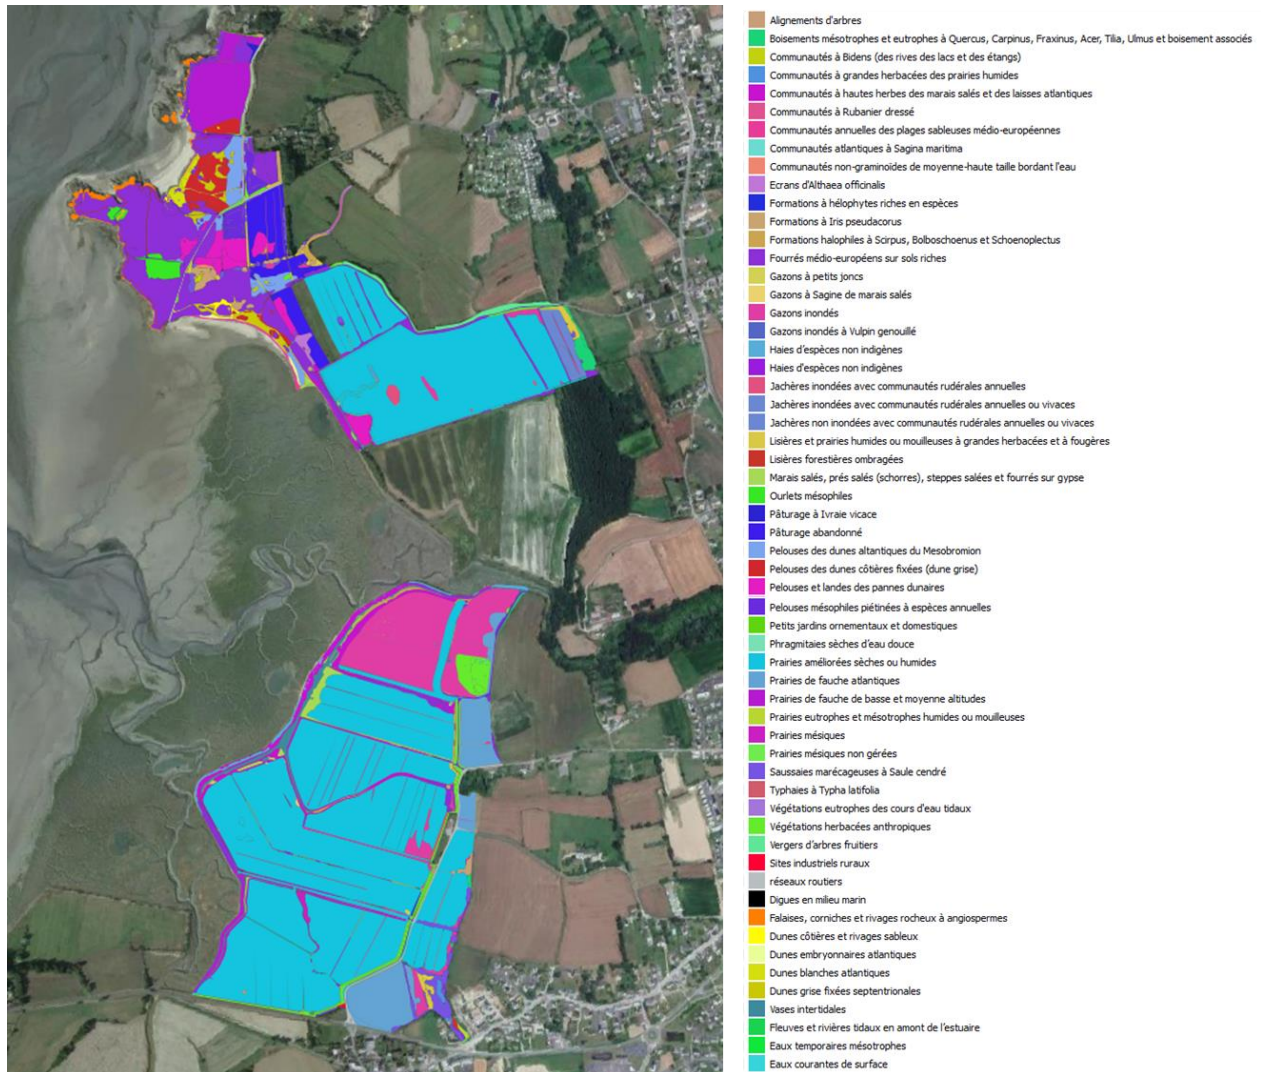 Alignements d'arbres
Boisements mésotrophes et eutrophes à Quercus, Carpinus, Fraxinus, Acer, Tilia, Ulmus et boisement associés
Communautés à Bidens (des rives des lacs et des étangs)
Communautés à grandes herbacées des prairies humides
Communautés à hautes herbes des marais salés et des laisses atlantiques
Communautés à Rubanier dressé
Communautés annuelles des plages sableuses médio-européennes
Communautés atlantiques à Sagina maritima
Communautés non-graminoïdes de moyenne-haute taille bordant l'eau
Ecrans d'Althaea officinalis
Formations à hélophytes riches en espèces
Formations à Iris pseudacorus
Formations halophiles à Scirpus, Bolboschoenus et Schoenoplectus
Fourrés médio-européens sur sols riches
Gazons à petits joncs
Gazons à Sagine de marais salés
Gazons inondés
Gazons inondés à Vulpin genouillé
Haies d'espèces non indigènes
Haies d'espèces non indigènes
Jachères inondées avec communautés rudérales annuelles
Jachères inondées avec communautés rudérales annuelles ou vivaces
Jachères non inondées avec communautés rudérales annuelles ou vivaces
Lisières et prairies humides ou mouilleuses à grandes herbacées et à fougères
Lisières forestières ombragées
Marais salés, prés salés (schorres), steppes salées et fourrés sur gypse
Ourlets mésophiles
Pâturage à Ivraie vicace
Pâturage abandonné
Pelouses des dunes altantiques du Mesobromion
Pelouses des dunes côtières fixées (dune grise)
Pelouses et landes des pannes dunaires
Pelouses mésophiles piétinées à espèces annuelles
Petits jardins ornementaux et domestiques
Phragmitaies sèches d'eau douce
Prairies améliorées sèches ou humides
Prairies de fauche atlantiques
Prairies de fauche de basse et moyenne altitudes
Prairies eutrophes et mésotrophes humides ou mouilleuses
Prairies mésiques
Prairies mésiques non gérées
Saussaies marécageuses à Saule cendré
Typhaies à Typha latifolia
Végétations eutrophes des cours d'eau tidaux
Végétations herbacées anthropiques
Vergers d'arbres fruitiers
Sites industriels ruraux
réseaux routiers
Digues en milieu marin
Falaises, corniches et rivages rocheux à angiospermes
Dunes côtières et rivages sableux
Dunes embryonnaires atlantiques
Dunes blanches atlantiques
Dunes grise fixées septentrionales
Vases intertidales
Fleuves et rivières tidaux en amont de l'estuaire
Eaux temporaires mésotrophes
Eaux courantes de surface